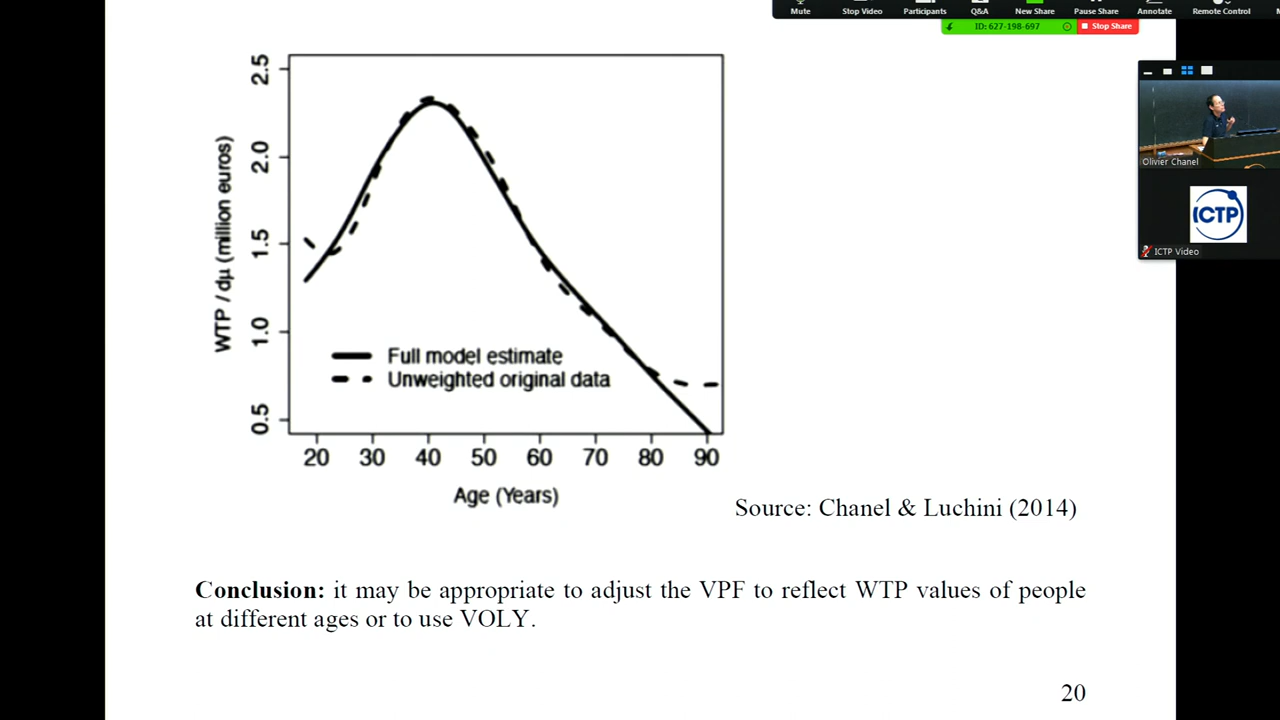 Mute
Stop Video
Participants
Q&A
New Share
Pause Share
Annotate
Remote Control
ID: 627-198-697
Stop Share
2.5
2.0
1.5
1.0
0.5
WTP / dμ (million euros)
Full model estimate
Unweighted original data
20 30 40 50 60 70 80 90
Age (Years)
Olivier Chanel
ICTP
ICTP Video
Source: Chanel & Luchini (2014)
Conclusion: it may be appropriate to adjust the VPF to reflect WTP values of people
at different ages or to use VOLY.
20